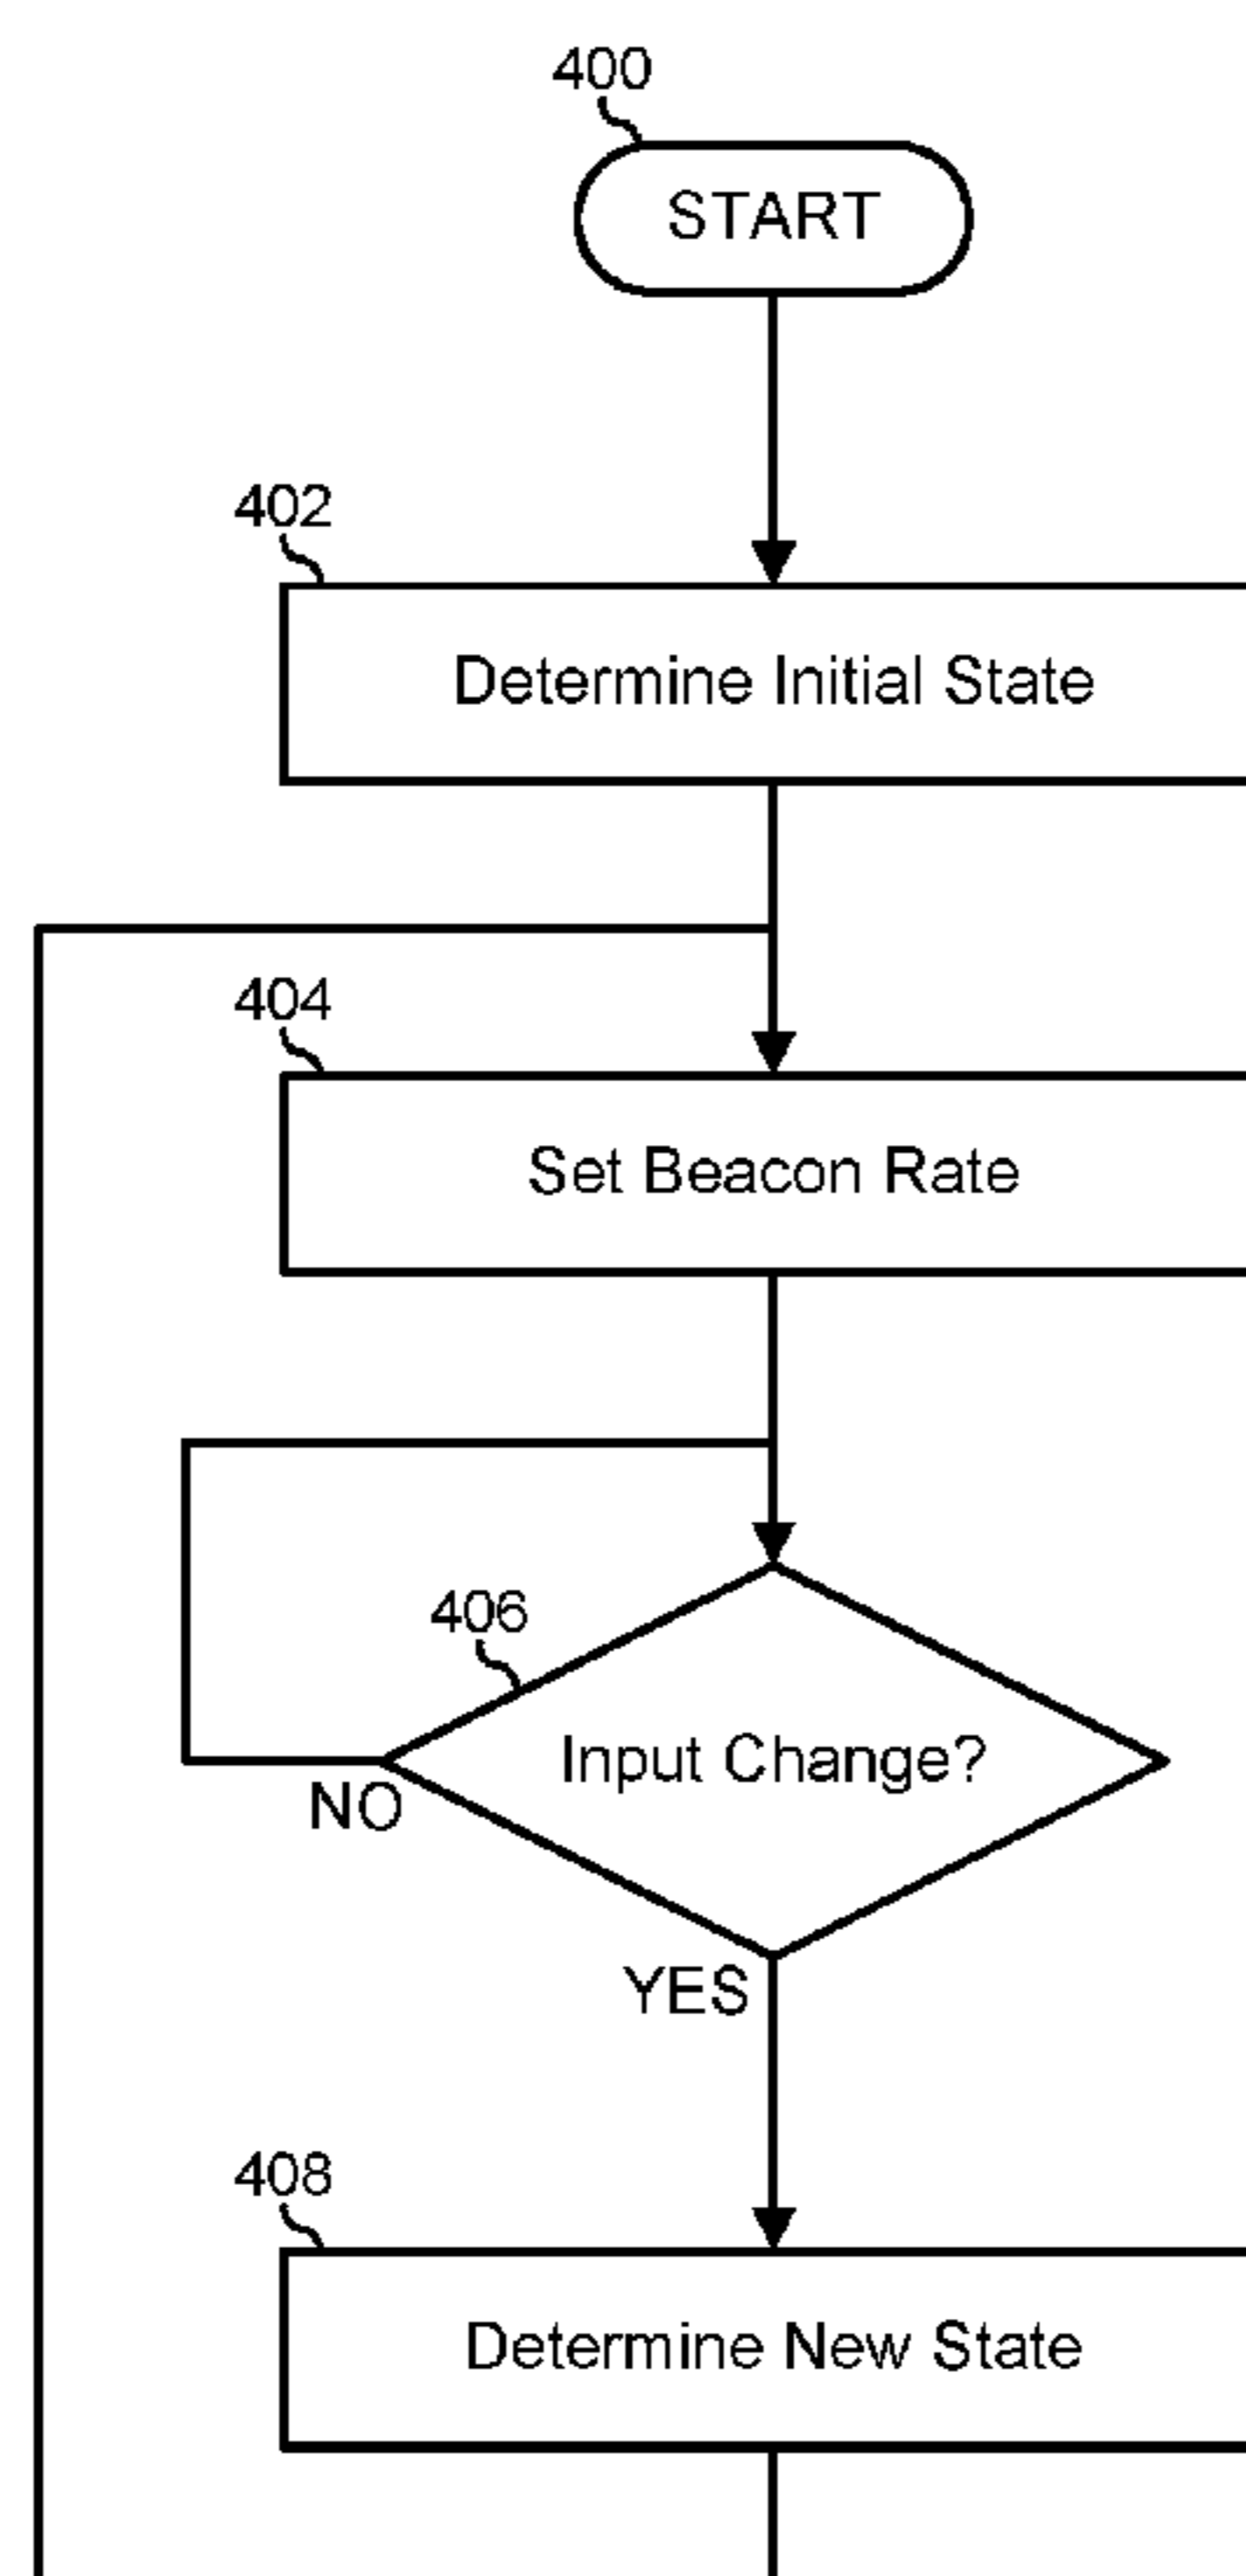 400
START
402
Determine Initial State
404
Set Beacon Rate
406
Input Change?
NO
YES
408
Determine New State